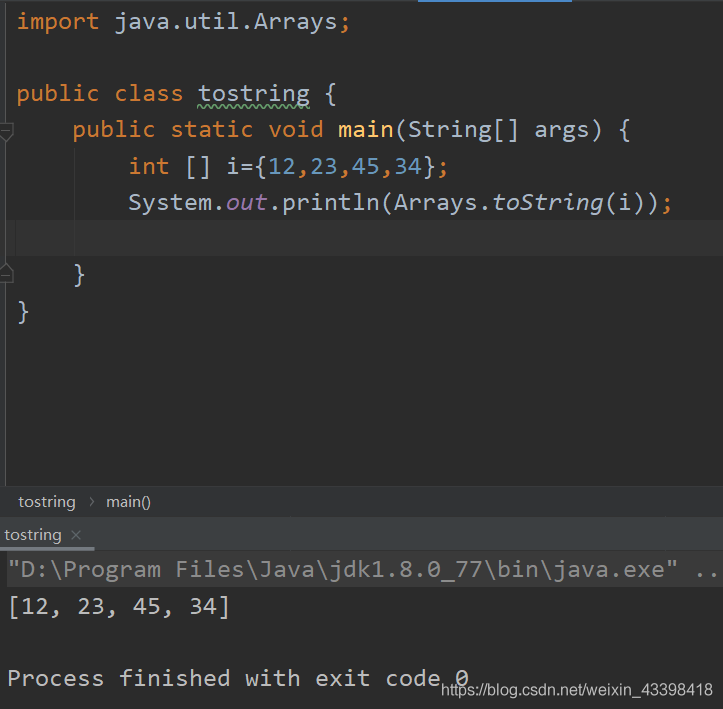 import java.util.Arrays;
public class tostring {
public static void main(String[] args) {
int [] i={12,23,45,34};
System.out.println(Arrays.toString(i));
}
}
tostring › main()
tostring ×
"D:\Program Files\Java\jdk1.8.0_77\bin\java.exe" ..
[12, 23, 45, 34]
Process finished with exit code 0
https://blog.csdn.net/weixin_43398418